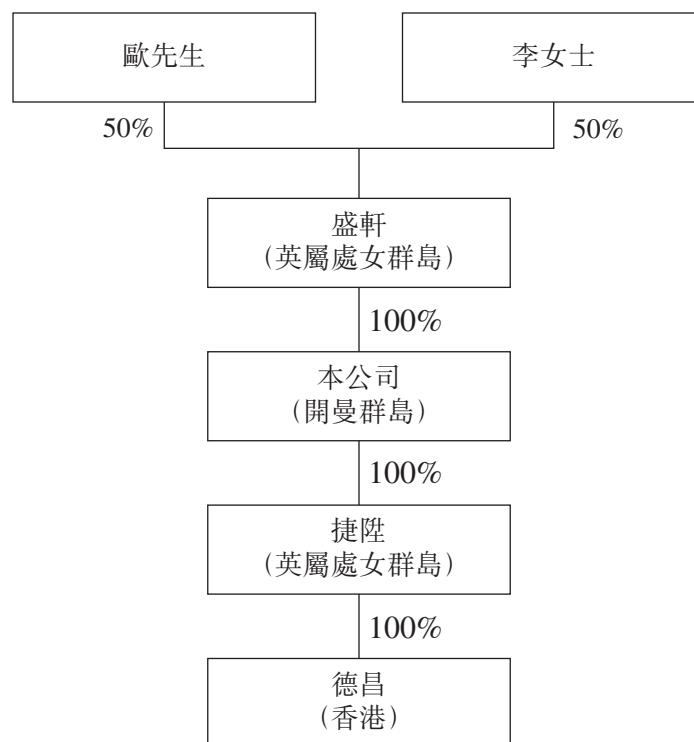 歐先生
李女士
50%
50%
盛軒
（英屬處女群島）
100%
本公司
（開曼群島）
100%
捷陞
（英屬處女群島）
100%
德昌
（香港）